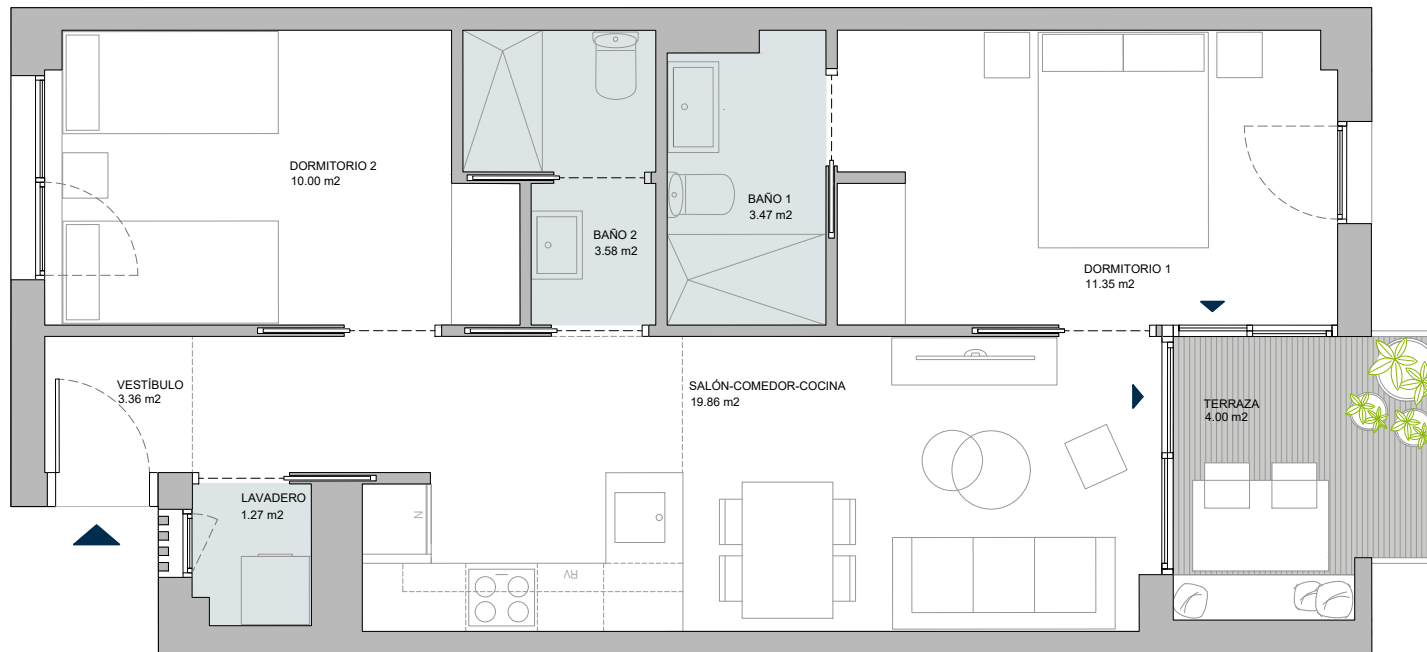 DORMITORIO 2
10.00 m2
BAÑO 2
3.58 m2
BAÑO 1
3.47 m2
DORMITORIO 1
11.35 m2
VESTÍBULO
3.36 m2
SALÓN-COMEDOR-COCINA
19.86 m2
TERRAZA
4.00 m2
LAVADERO
1.27 m2
N
RV